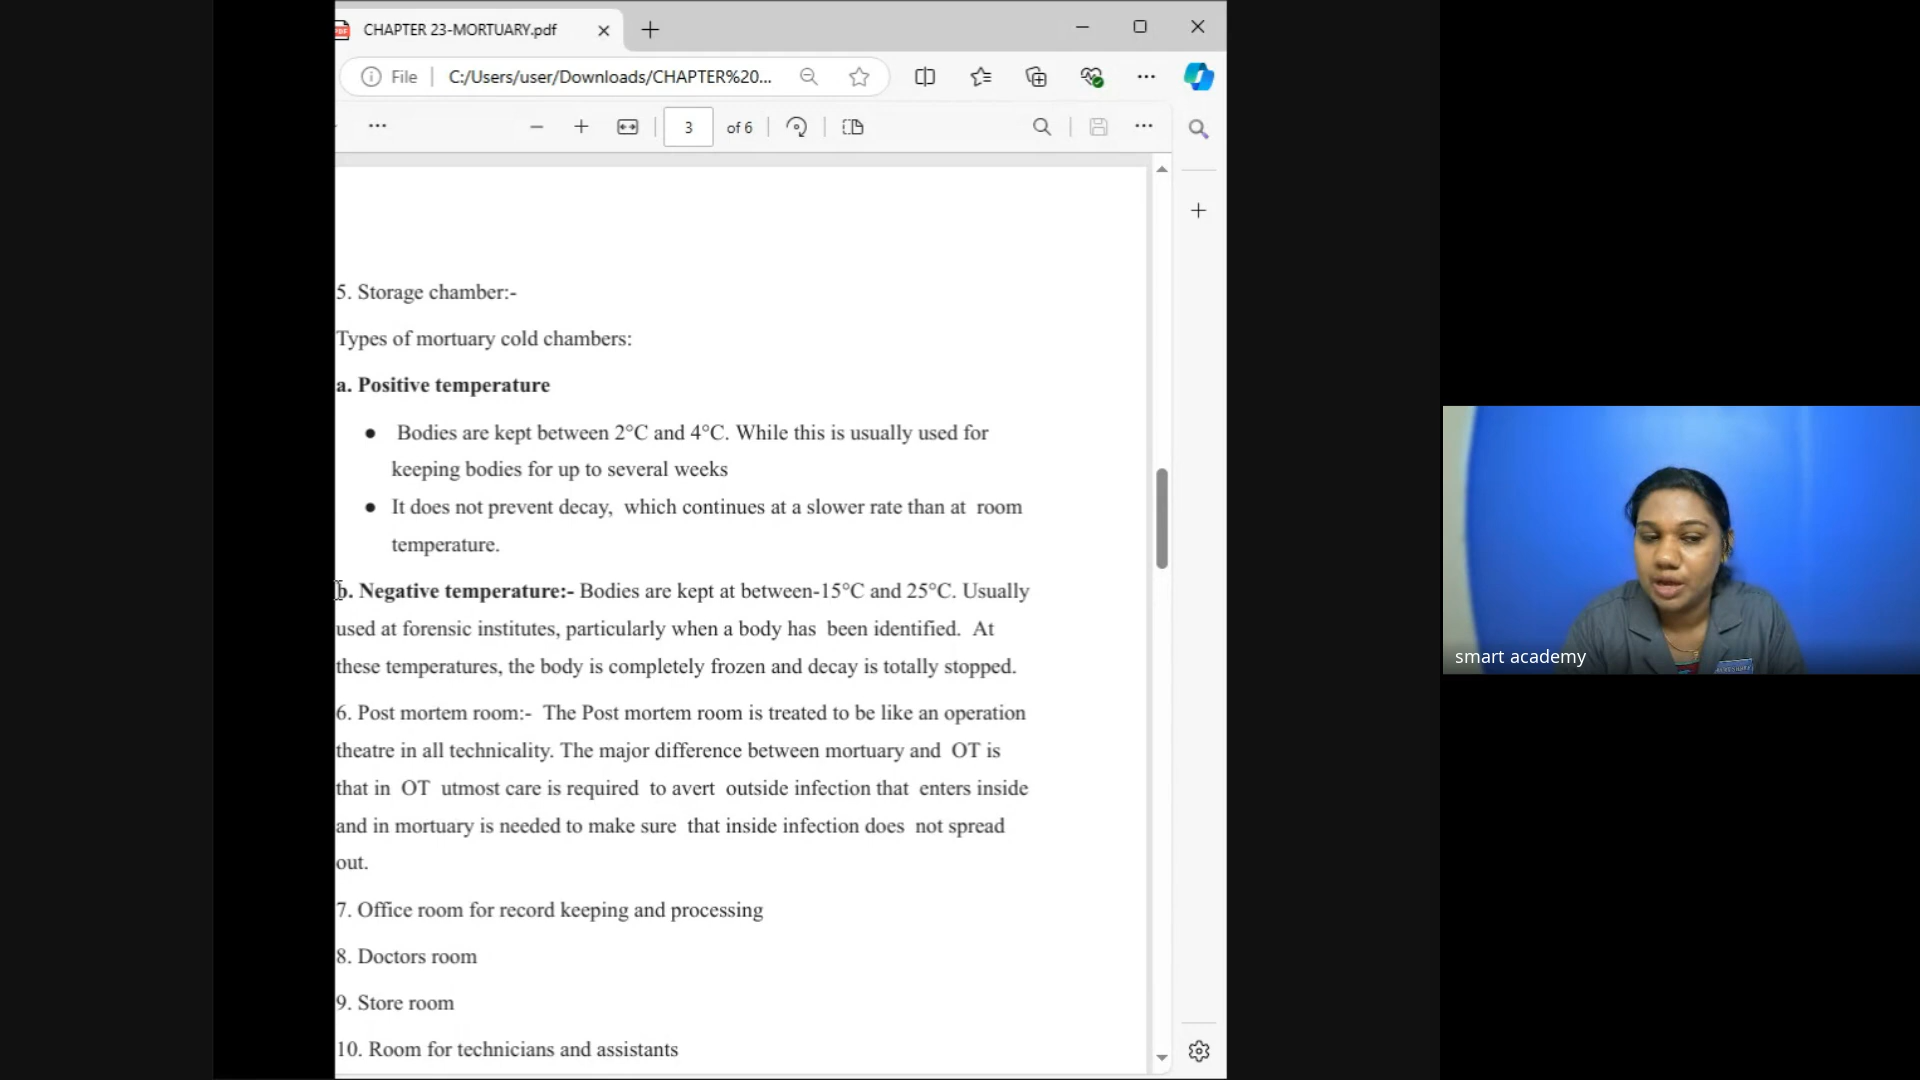 CHAPTER 23-MORTUARY.pdf
File
C:/Users/user/Downloads/CHAPTER%20...
3 of 6
5. Storage chamber:-
Types of mortuary cold chambers:
a. Positive temperature
● Bodies are kept between 2°C and 4°C. While this is usually used for
keeping bodies for up to several weeks
● It does not prevent decay, which continues at a slower rate than at room
temperature.
b. Negative temperature:- Bodies are kept at between-15°C and 25°C. Usually
used at forensic institutes, particularly when a body has been identified. At
these temperatures, the body is completely frozen and decay is totally stopped.
6. Post mortem room:- The Post mortem room is treated to be like an operation
theatre in all technicality. The major difference between mortuary and OT is
that in OT utmost care is required to avert outside infection that enters inside
and in mortuary is needed to make sure that inside infection does not spread
out.
7. Office room for record keeping and processing
8. Doctors room
9. Store room
10. Room for technicians and assistants
smart academy